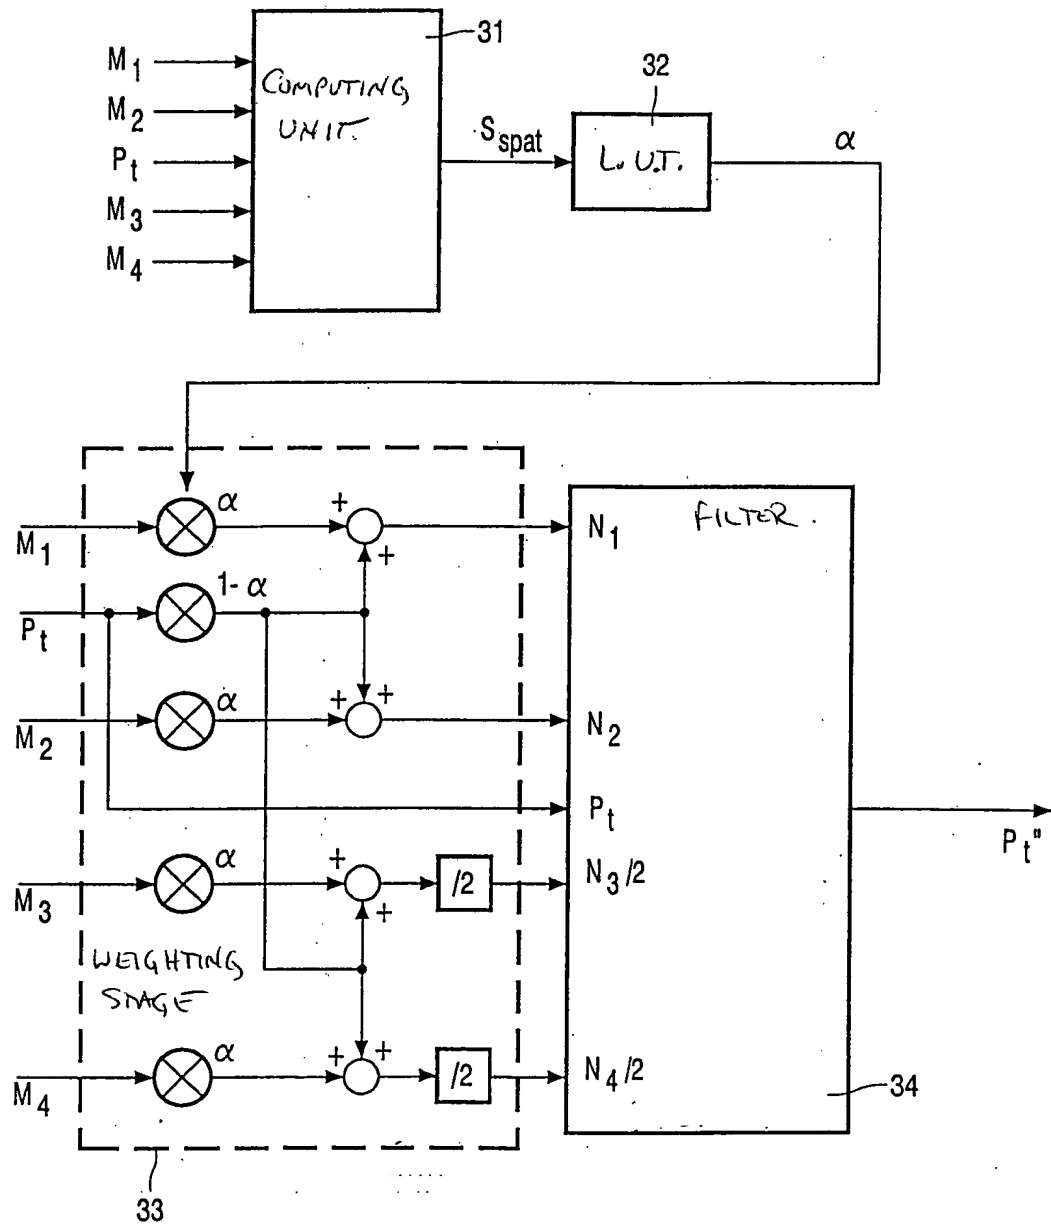 31
M1
COMPUTING
UNIT.
M2
Pt
M3
M4
Sspat
32
L.U.T.
α
M1
α
+
+
N1
FILTER.
Pt
1-α
M2
α
+
+
N2
Pt
Pt"
M3
α
+
+
/2
N3/2
WEIGHTING
STAGE
M4
α
+
+
/2
N4/2
34
33